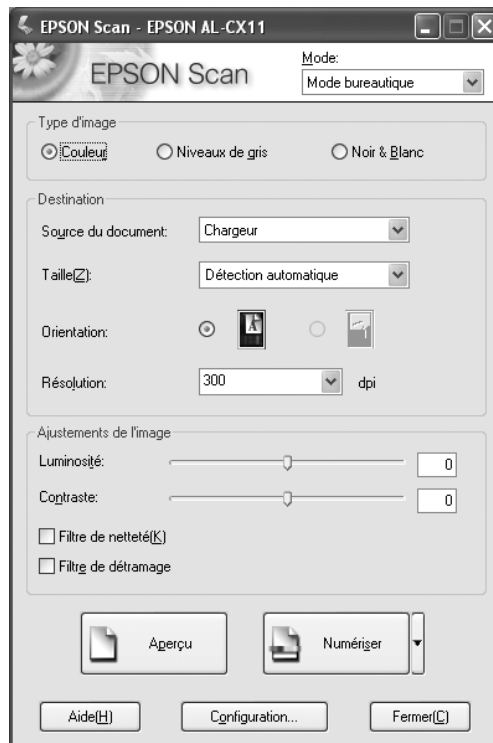 EPSON Scan - EPSON AL-CX11
EPSON Scan
Mode:
Mode bureautique
Type d'image
Couleur Niveaux de gris Noir & Blanc
Destination
Source du document: Chargeur
Taille(Z): Détection automatique
Orientation:
Résolution: 300 dpi
Ajustements de l'image
Luminosité: 0
Contraste: 0
Filtre de netteté(K)
Filtre de détramage
Aperçu Numériser
Aide(H) Configuration... Fermer(C)